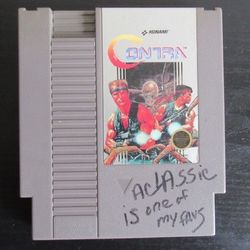 KONAMI
CONTRA
A clASSic
is one of
my favs